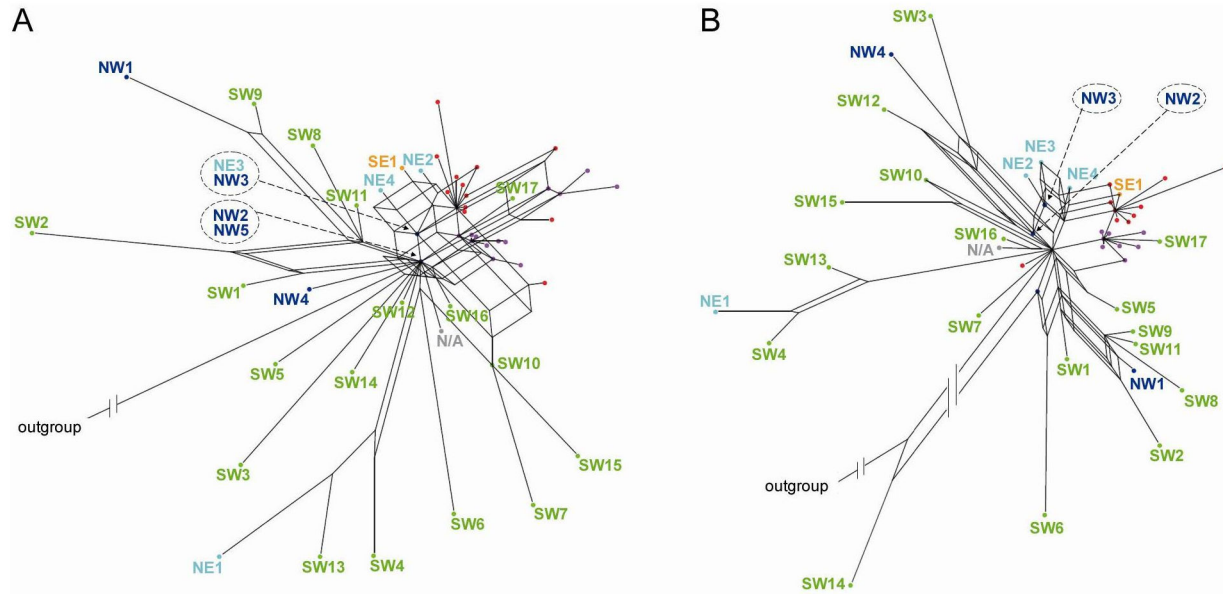 A
NW1
SW9
SW8
NE3
NW3
SE1
NE2
NE4
SW17
SW11
NW2
NW5
SW2
SW1
NW4
SW12
SW16
N/A
SW5
SW14
SW10
outgroup
SW3
SW15
SW6
SW7
NE1
SW13
SW4
B
SW3
NW4
NW3
NW2
SW12
NE3
NE2
NE4
SW10
SE1
SW15
SW16
N/A
SW17
SW13
NE1
SW7
SW5
SW4
SW9
SW11
SW1
NW1
SW8
SW2
outgroup
SW6
SW14